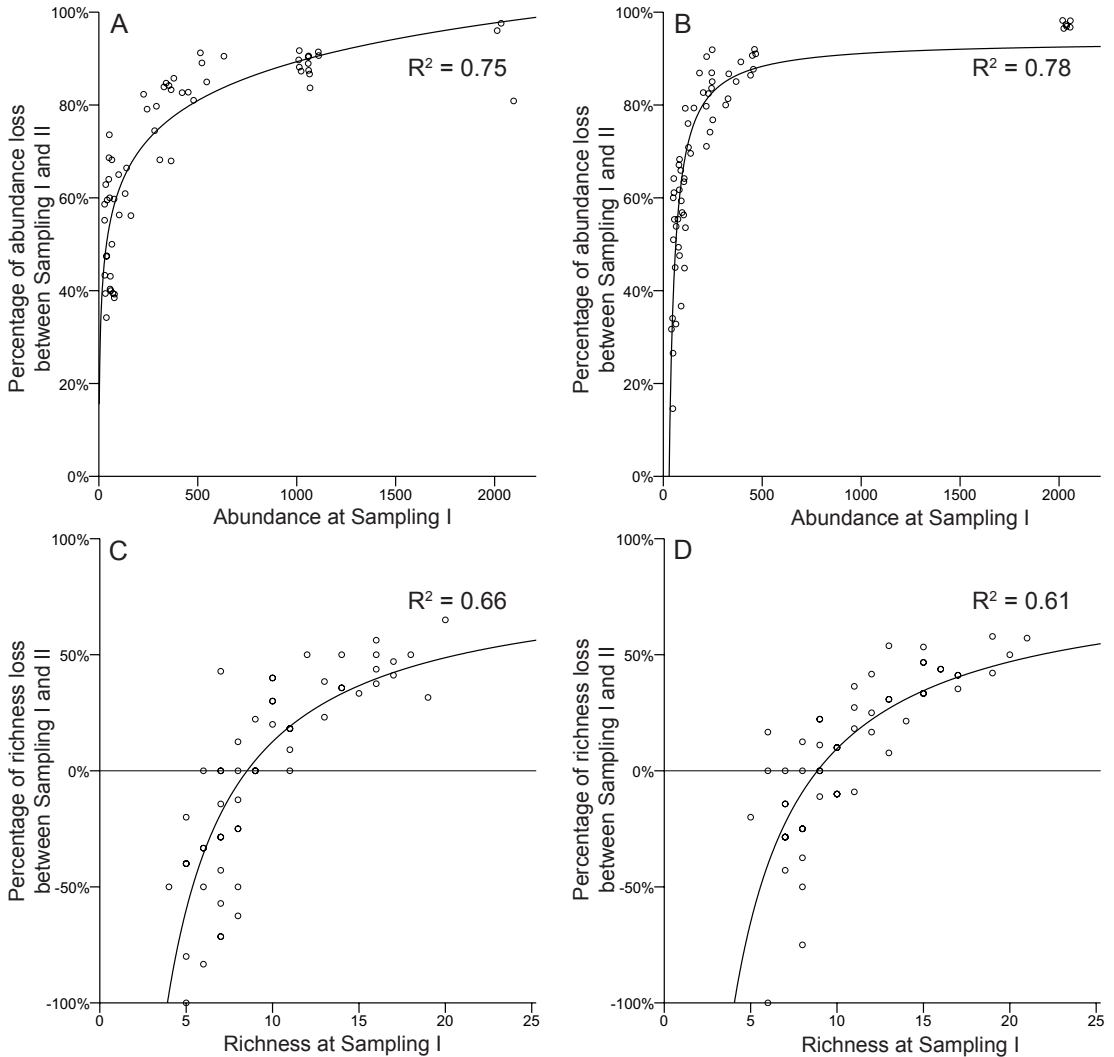 A
R² = 0.75
100%
80%
60%
40%
20%
0%
0
500
1000
1500
2000
Percentage of abundance loss
between Sampling I and II
Abundance at Sampling I
B
R² = 0.78
100%
80%
60%
40%
20%
0%
0
500
1000
1500
2000
Percentage of abundance loss
between Sampling I and II
Abundance at Sampling I
C
R² = 0.66
100%
50%
0%
-50%
-100%
0
5
10
15
20
25
Percentage of richness loss
between Sampling I and II
Richness at Sampling I
D
R² = 0.61
100%
50%
0%
-50%
-100%
0
5
10
15
20
25
Percentage of richness loss
between Sampling I and II
Richness at Sampling I